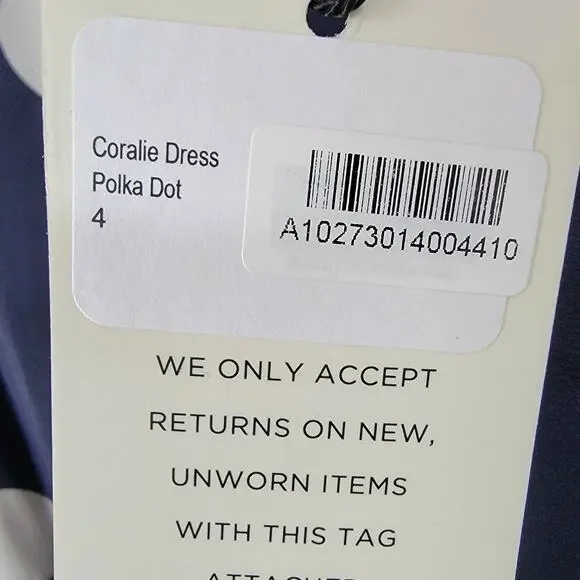 Coralie Dress
Polka Dot
4
A10273014004410
WE ONLY ACCEPT
RETURNS ON NEW,
UNWORN ITEMS
WITH THIS TAG